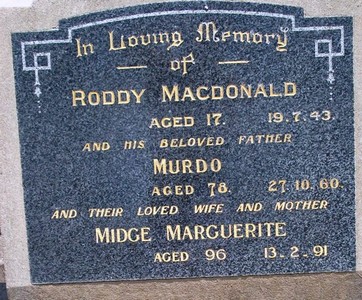 In Loving Memory
of
RODDY MACDONALD
AGED 17. 19.7.43.
AND HIS BELOVED FATHER
MURDO
AGED 78. 27.10.60.
AND THEIR LOVED WIFE AND MOTHER
MIDGE MARGUERITE
AGED 96 13.2.91